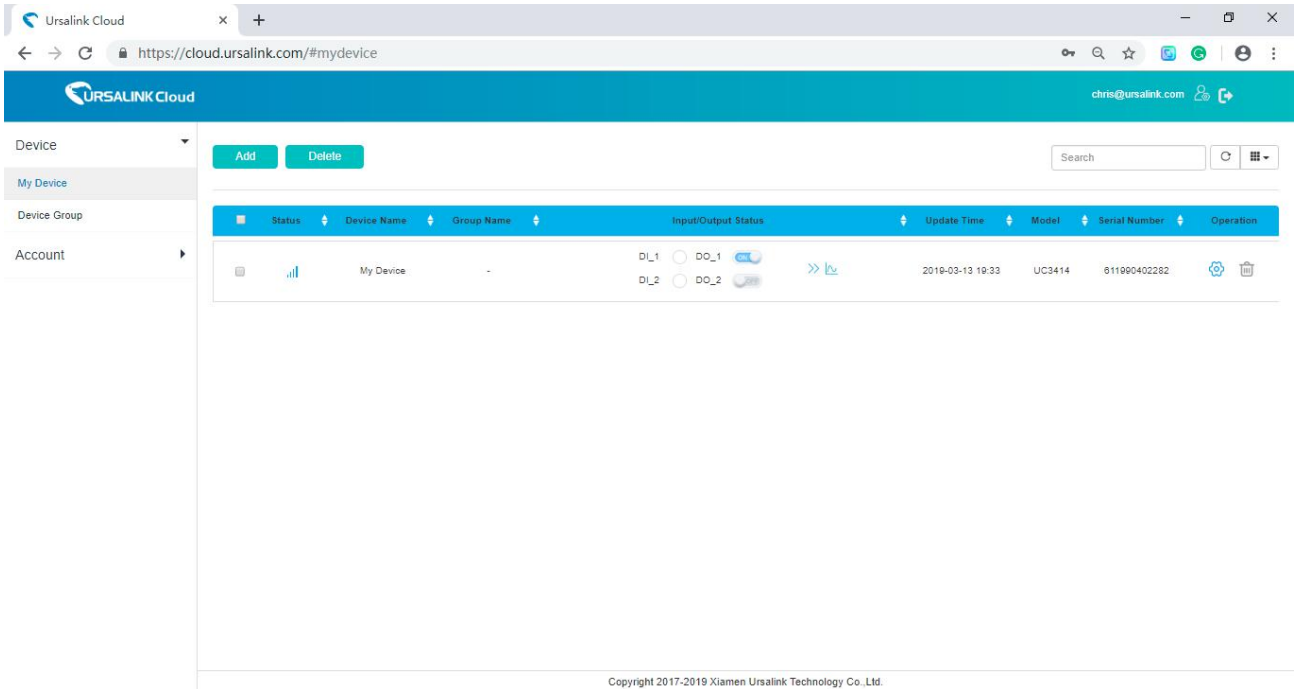 Ursalink Cloud
https://cloud.ursalink.com/#mydevice
URSALINK Cloud
chris@ursalink.com
Device
My Device
Device Group
Account
Add Delete
Search
Status Device Name Group Name Input/Output Status Update Time Model Serial Number Operation
DI_1 DO_1 ON
My Device - 2019-03-13 19:33 UC3414 611990402282
DI_2 DO_2 OFF
Copyright 2017-2019 Xiamen Ursalink Technology Co.,Ltd.